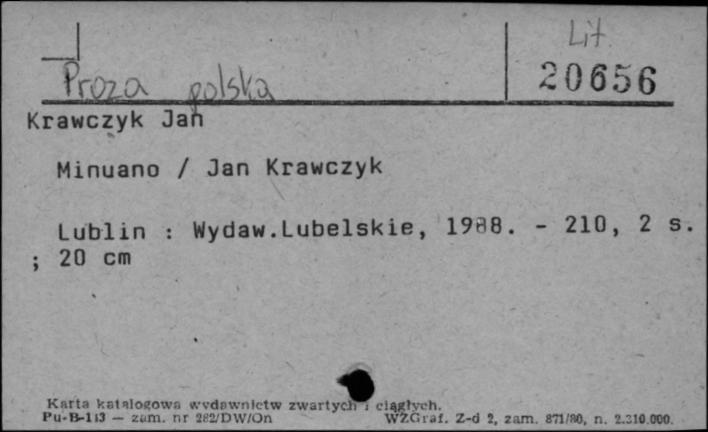 Lit
Proza polska 20656
Krawczyk Jan
Minuano / Jan Krawczyk
Lublin : Wydaw.Lubelskie, 1988. - 210, 2 s.
; 20 cm
Karta katalogowa wydawnictw zwartych i ciągłych.
Pu-B-113 — zam. nr 282/DW/On WZGraf. Z-d 2, zam. 871/80, n. 2.310.000.